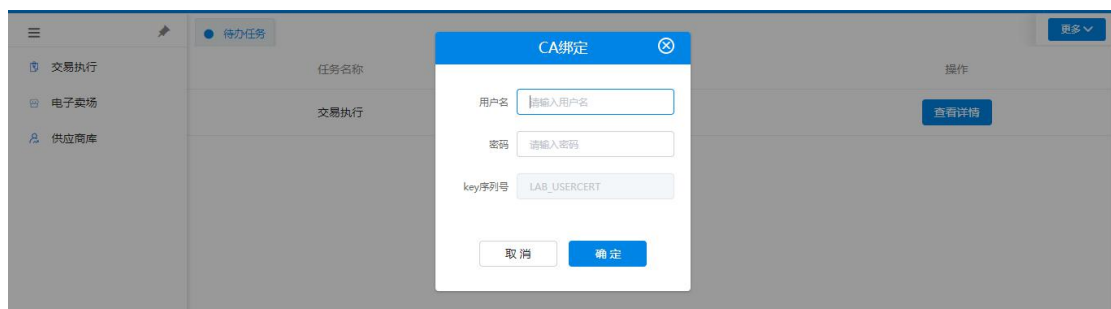 待办任务
更多
CA绑定
交易执行
任务名称
操作
用户名 请输入用户名
电子卖场
交易执行
查看详情
密码 请输入密码
供应商库
key序列号 LAB_USERCERT
取消 确定